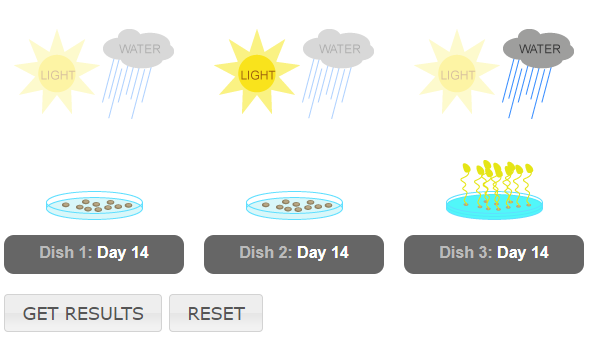 LIGHT WATER LIGHT WATER LIGHT WATER
Dish 1: Day 14 Dish 2: Day 14 Dish 3: Day 14
GET RESULTS RESET